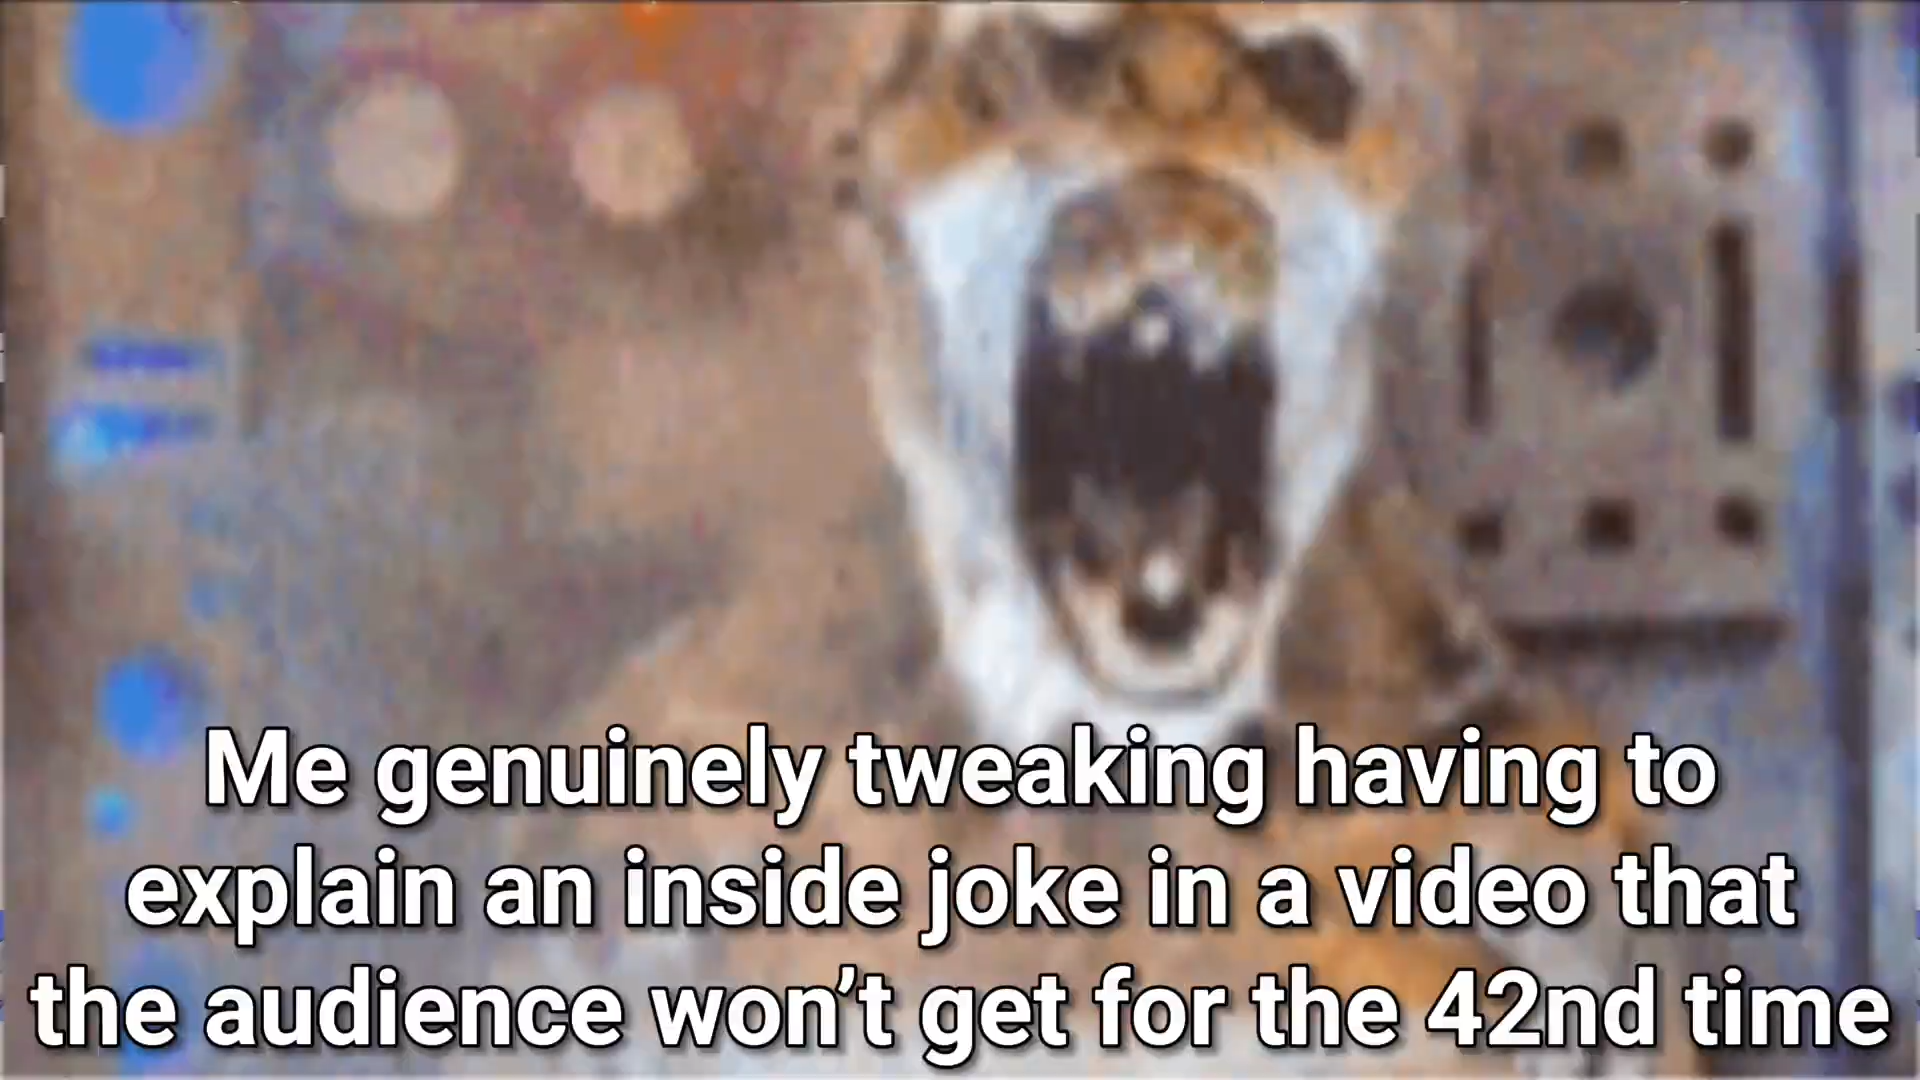 Me genuinely tweaking having to
explain an inside joke in a video that
the audience won’t get for the 42nd time